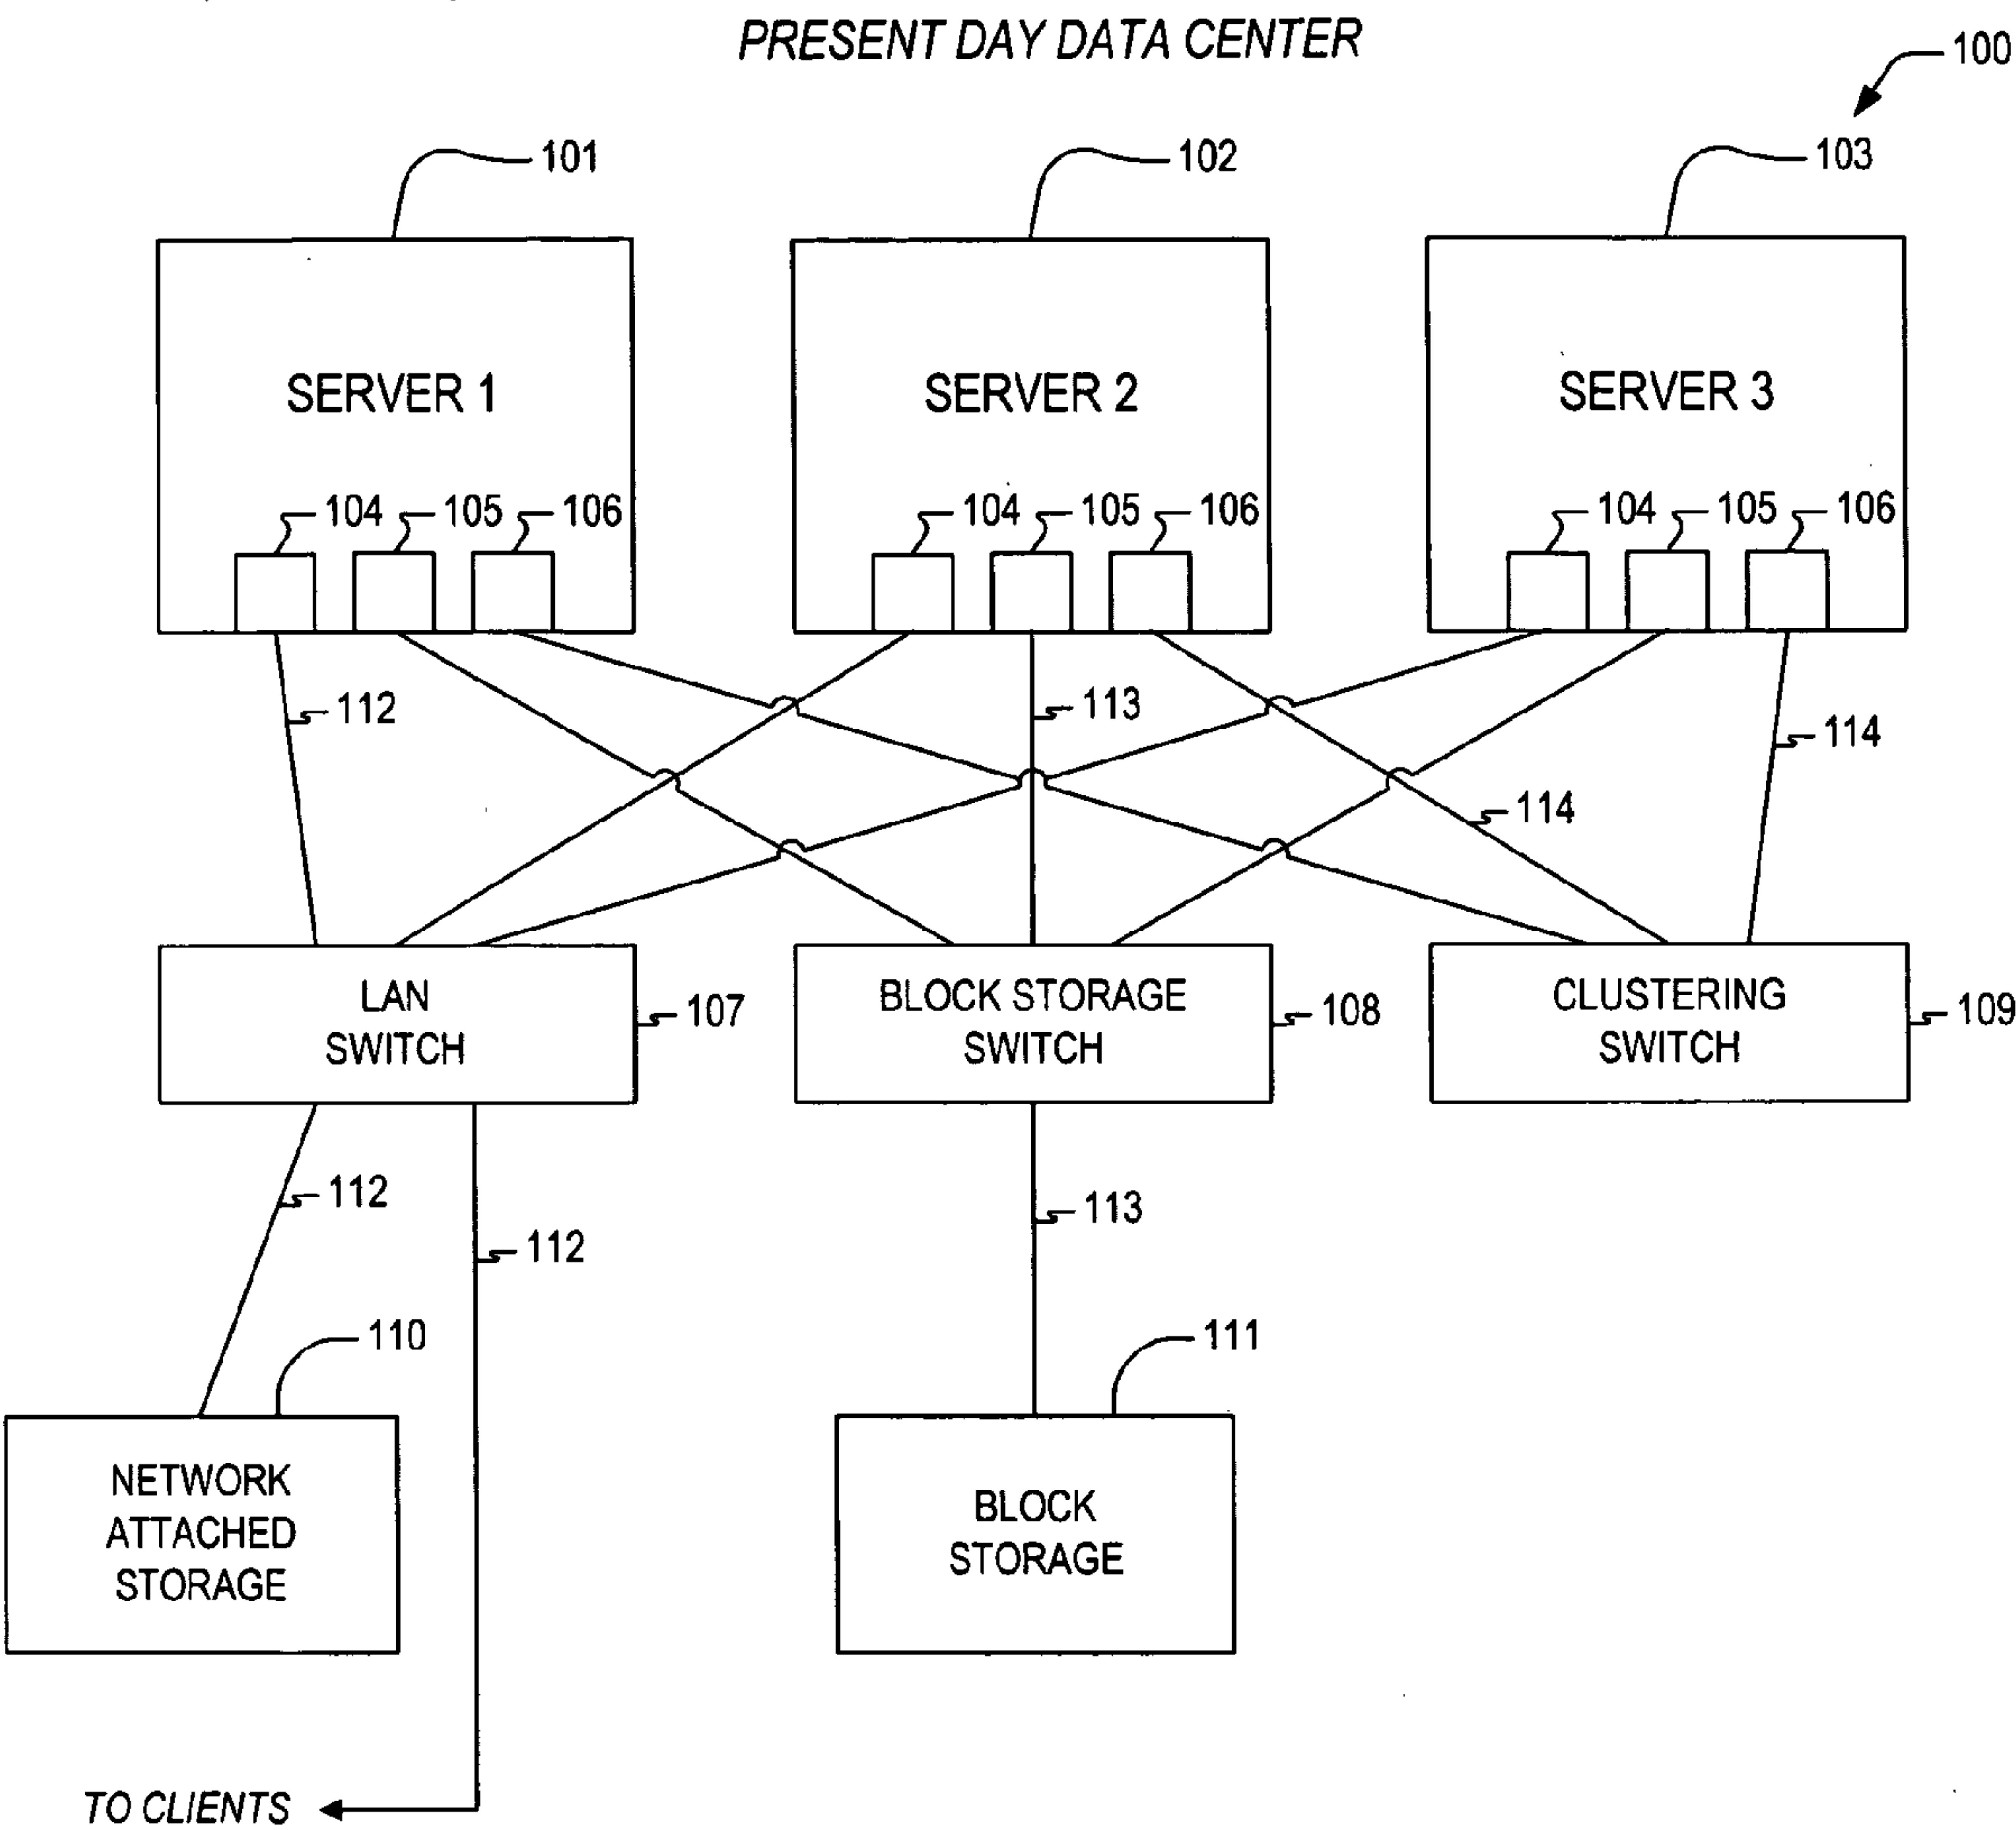 PRESENT DAY DATA CENTER
100
101
102
103
SERVER 1
SERVER 2
SERVER 3
104
105
106
104
105
106
104
105
106
112
113
114
114
LAN
SWITCH
107
BLOCK STORAGE
SWITCH
108
CLUSTERING
SWITCH
109
112
112
113
110
111
NETWORK
ATTACHED
STORAGE
BLOCK
STORAGE
TO CLIENTS